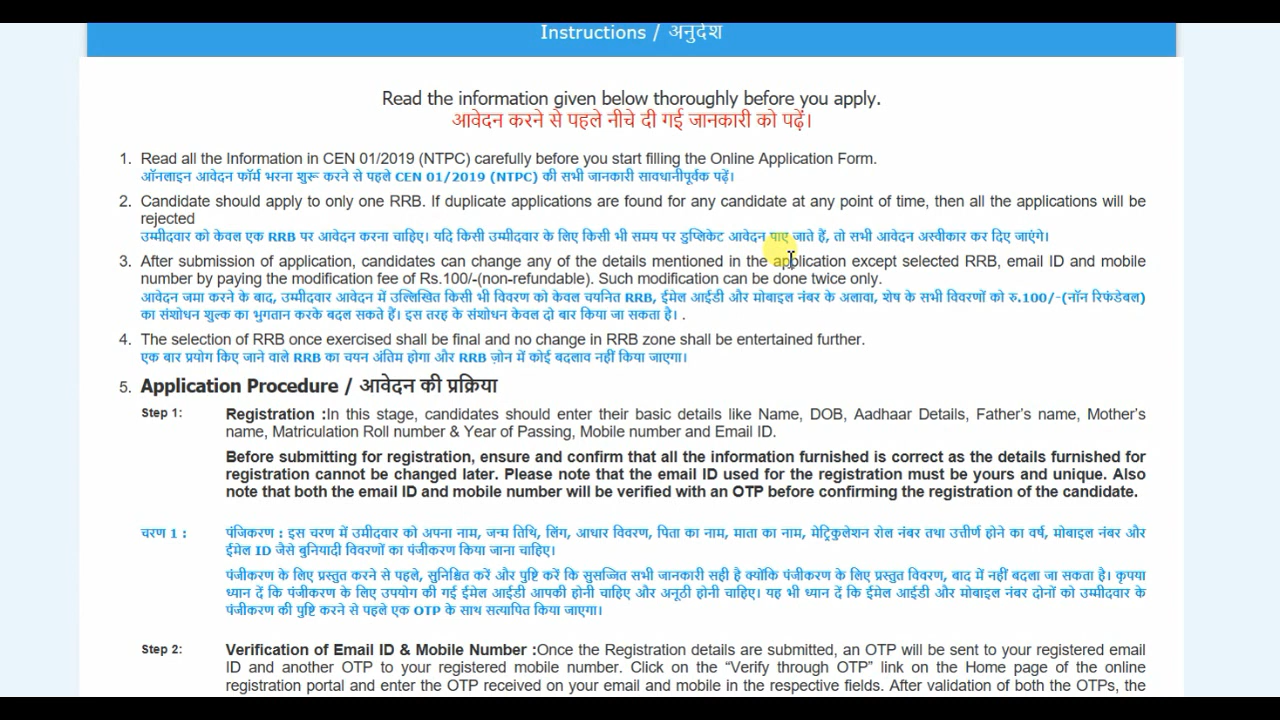 Instructions / अनुदेश
Read the information given below thoroughly before you apply.
आवेदन करने से पहले नीचे दी गई जानकारी को पढ़ें।
1. Read all the Information in CEN 01/2019 (NTPC) carefully before you start filling the Online Application Form.
ऑनलाइन आवेदन फॉर्म भरना शुरू करने से पहले CEN 01/2019 (NTPC) की सभी जानकारी सावधानीपूर्वक पढ़ें।
2. Candidate should apply to only one RRB. If duplicate applications are found for any candidate at any point of time, then all the applications will be
rejected
उम्मीदवार को केवल एक RRB पर आवेदन करना चाहिए। यदि किसी उम्मीदवार के लिए किसी भी समय पर डुप्लिकेट आवेदन पाए जाते हैं, तो सभी आवेदन अस्वीकार कर दिए जाएंगे।
3. After submission of application, candidates can change any of the details mentioned in the application except selected RRB, email ID and mobile
number by paying the modification fee of Rs.100/-(non-refundable). Such modification can be done twice only.
आवेदन जमा करने के बाद, उम्मीदवार आवेदन में उल्लिखित किसी भी विवरण को केवल चयनित RRB, ईमेल आईडी और मोबाइल नंबर के अलावा, शेष के सभी विवरणों को रु.100/-(नॉन रिफंडेबल)
का संशोधन शुल्क का भुगतान करके बदल सकते हैं। इस तरह के संशोधन केवल दो बार किया जा सकता है। .
4. The selection of RRB once exercised shall be final and no change in RRB zone shall be entertained further.
एक बार प्रयोग किए जाने वाले RRB का चयन अंतिम होगा और RRB ज़ोन में कोई बदलाव नहीं किया जाएगा।
5. Application Procedure / आवेदन की प्रक्रिया
Step 1: Registration :In this stage, candidates should enter their basic details like Name, DOB, Aadhaar Details, Father’s name, Mother’s
name, Matriculation Roll number & Year of Passing, Mobile number and Email ID.
Before submitting for registration, ensure and confirm that all the information furnished is correct as the details furnished for
registration cannot be changed later. Please note that the email ID used for the registration must be yours and unique. Also
note that both the email ID and mobile number will be verified with an OTP before confirming the registration of the candidate.
चरण 1 : पंजिकरण : इस चरण में उमीदवार को अपना नाम, जन्म तिथि, लिंग, आधार विवरण, पिता का नाम, माता का नाम, मेट्रिकुलेशन रोल नंबर तथा उत्तीर्ण होने का वर्ष, मोबाइल नंबर और
ईमेल ID जैसे बुनियादी विवरणों का पंजीकरण किया जाना चाहिए।
पंजीकरण के लिए प्रस्तुत करने से पहले, सुनिश्चित करें और पुष्टि करें कि सुसज्जित सभी जानकारी सही है क्योंकि पंजीकरण के लिए प्रस्तुत विवरण, बाद में नहीं बदला जा सकता है। कृपया
ध्यान दें कि पंजीकरण के लिए उपयोग की गई ईमेल आईडी आपकी होनी चाहिए और अनूठी होनी चाहिए। यह भी ध्यान दें कि ईमेल आईडी और मोबाइल नंबर दोनों को उम्मीदवार के
पंजीकरण की पुष्टि करने से पहले एक OTP के साथ सत्यापित किया जाएगा।
Step 2: Verification of Email ID & Mobile Number :Once the Registration details are submitted, an OTP will be sent to your registered email
ID and another OTP to your registered mobile number. Click on the “Verify through OTP” link on the Home page of the online
registration portal and enter the OTP received on your email and mobile in the respective fields. After validation of both the OTPs, the